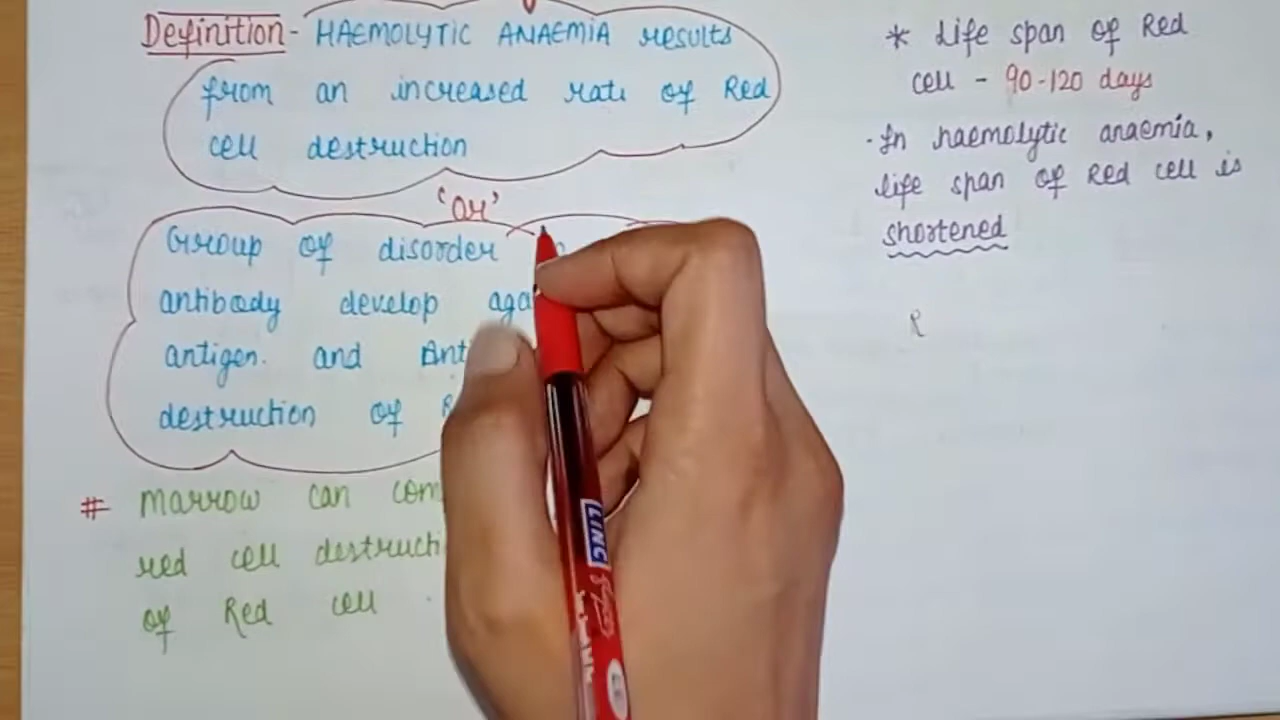 Definition - HAEMOLYTIC ANAEMIA results
from an increased rate of Red
cell destruction
'or'
Group of disorder
antibody develop
antigen. and
destruction of
# Marrow can
red cell
of Red cell
* Life span of Red
cell - 90-120 days
- In haemolytic anaemia,
life span of Red cell is
shortened
R
LINC